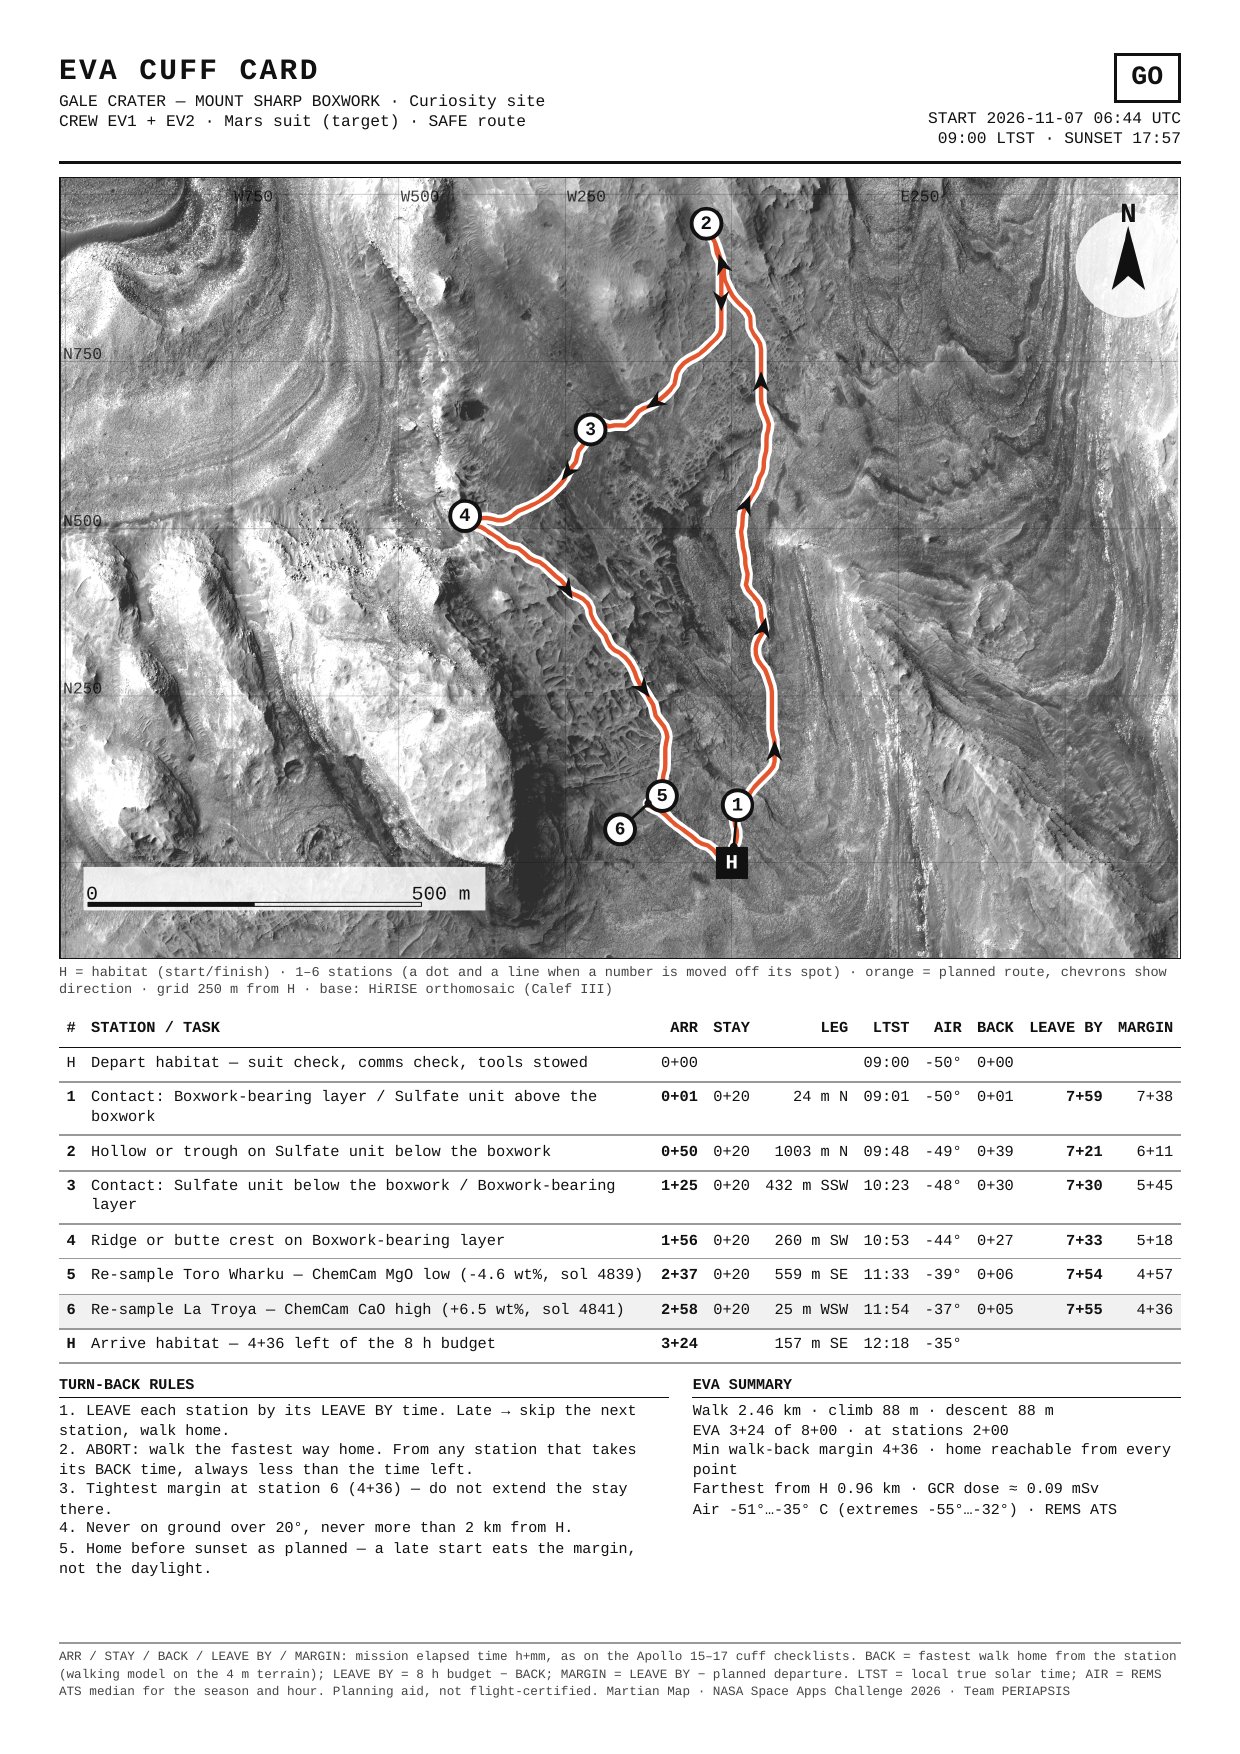 EVA CUFF CARD
GO
GALE CRATER — MOUNT SHARP BOXWORK · Curiosity site
CREW EV1 + EV2 · Mars suit (target) · SAFE route
START 2026-11-07 06:44 UTC
09:00 LTST · SUNSET 17:57
W750 W500 W250 E250
N
2
N750
3
4
N500
N250
5
1
6
H
0 500 m
H = habitat (start/finish) · 1–6 stations (a dot and a line when a number is moved off its spot) · orange = planned route, chevrons show
direction · grid 250 m from H · base: HiRISE orthomosaic (Calef III)
# STATION / TASK ARR STAY LEG LTST AIR BACK LEAVE BY MARGIN
H Depart habitat — suit check, comms check, tools stowed 0+00 09:00 -50° 0+00
1 Contact: Boxwork-bearing layer / Sulfate unit above the 0+01 0+20 24 m N 09:01 -50° 0+01 7+59 7+38
boxwork
2 Hollow or trough on Sulfate unit below the boxwork 0+50 0+20 1003 m N 09:48 -49° 0+39 7+21 6+11
3 Contact: Sulfate unit below the boxwork / Boxwork-bearing 1+25 0+20 432 m SSW 10:23 -48° 0+30 7+30 5+45
layer
4 Ridge or butte crest on Boxwork-bearing layer 1+56 0+20 260 m SW 10:53 -44° 0+27 7+33 5+18
5 Re-sample Toro Wharku — ChemCam MgO low (-4.6 wt%, sol 4839) 2+37 0+20 559 m SE 11:33 -39° 0+06 7+54 4+57
6 Re-sample La Troya — ChemCam CaO high (+6.5 wt%, sol 4841) 2+58 0+20 25 m WSW 11:54 -37° 0+05 7+55 4+36
H Arrive habitat — 4+36 left of the 8 h budget 3+24 157 m SE 12:18 -35°
TURN-BACK RULES
1. LEAVE each station by its LEAVE BY time. Late → skip the next
station, walk home.
2. ABORT: walk the fastest way home. From any station that takes
its BACK time, always less than the time left.
3. Tightest margin at station 6 (4+36) — do not extend the stay
there.
4. Never on ground over 20°, never more than 2 km from H.
5. Home before sunset as planned — a late start eats the margin,
not the daylight.
EVA SUMMARY
Walk 2.46 km · climb 88 m · descent 88 m
EVA 3+24 of 8+00 · at stations 2+00
Min walk-back margin 4+36 · home reachable from every
point
Farthest from H 0.96 km · GCR dose ≈ 0.09 mSv
Air -51°…-35° C (extremes -55°…-32°) · REMS ATS
ARR / STAY / BACK / LEAVE BY / MARGIN: mission elapsed time h+mm, as on the Apollo 15–17 cuff checklists. BACK = fastest walk home from the station
(walking model on the 4 m terrain); LEAVE BY = 8 h budget − BACK; MARGIN = LEAVE BY − planned departure. LTST = local true solar time; AIR = REMS
ATS median for the season and hour. Planning aid, not flight-certified. Martian Map · NASA Space Apps Challenge 2026 · Team PERIAPSIS